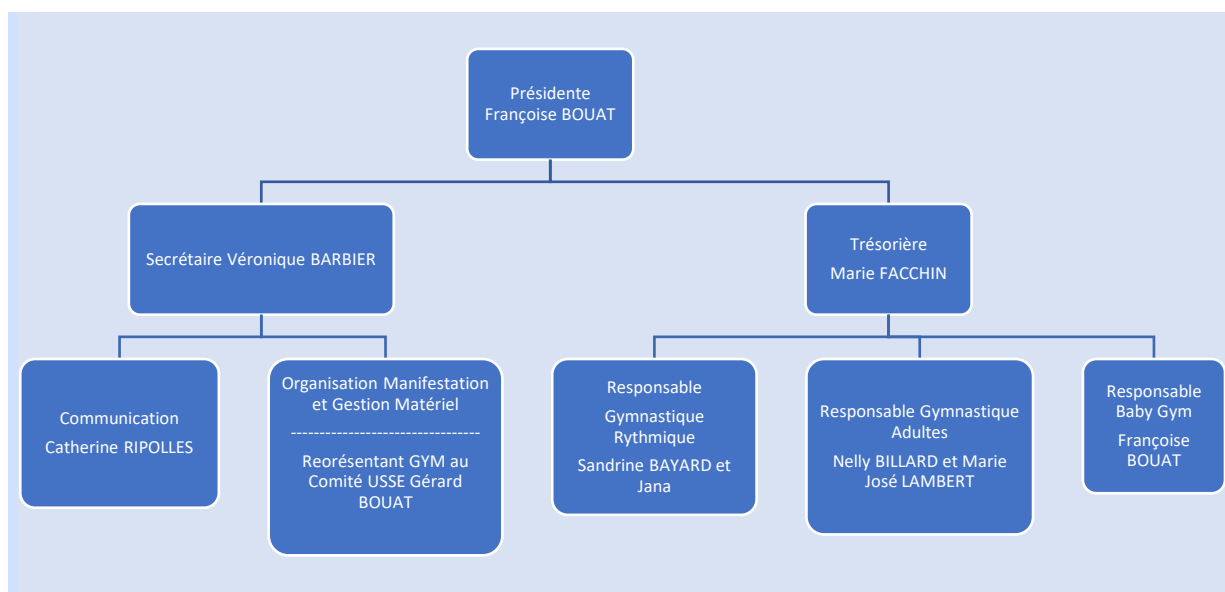 Présidente
Françoise BOUAT
Secrétaire Véronique BARBIER
Trésorière
Marie FACCHIN
Communication
Catherine RIPOLLES
Organisation Manifestation
et Gestion Matériel
---------------------------------
Reorésentant GYM au
Comité USSE Gérard
BOUAT
Responsable
Gymnastique
Rythmique
Sandrine BAYARD et
Jana
Responsable Gymnastique
Adultes
Nelly BILLARD et Marie
José LAMBERT
Responsable
Baby Gym
Françoise
BOUAT